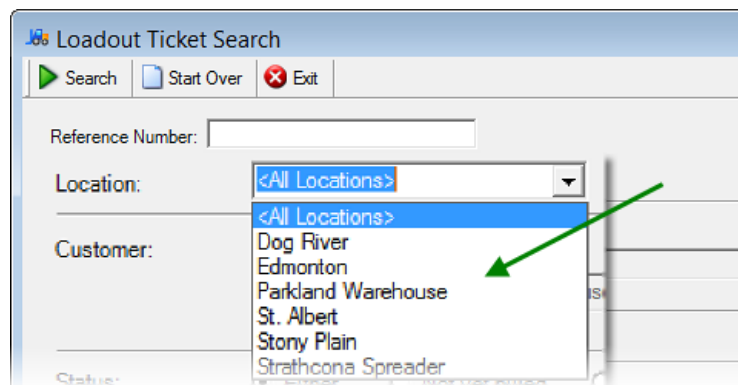 Loadout Ticket Search
Search Start Over Exit
Reference Number:
Location: <All Locations>
<All Locations>
Dog River
Customer:
Edmonton
Parkland Warehouse
St. Albert
Stony Plain
Strathcona Spreader
Status: Either